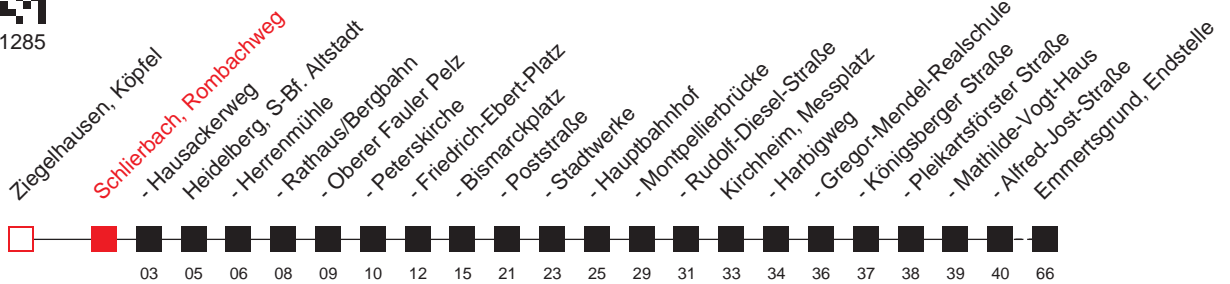 1285
Ziegelhausen, Köpfel
Schlierbach, Rombachweg
- Hausackerweg
Heidelberg, S-Bf. Altstadt
- Herrenmühle
- Rathaus/Bergbahn
- Oberer Fauler Pelz
- Peterskirche
- Friedrich-Ebert-Platz
- Bismarckplatz
- Poststraße
- Stadtwerke
- Hauptbahnhof
- Montpellierbrücke
- Rudolf-Diesel-Straße
Kirchheim, Messplatz
- Harbigweg
- Gregor-Mendel-Realschule
- Königsberger Straße
- Pleikartsförster Straße
- Mathilde-Vogt-Haus
- Alfred-Jost-Straße
Emmertsgrund, Endstelle
03 05 06 08 09 10 12 15 21 23 25 29 31 33 34 36 37 38 39 40 66